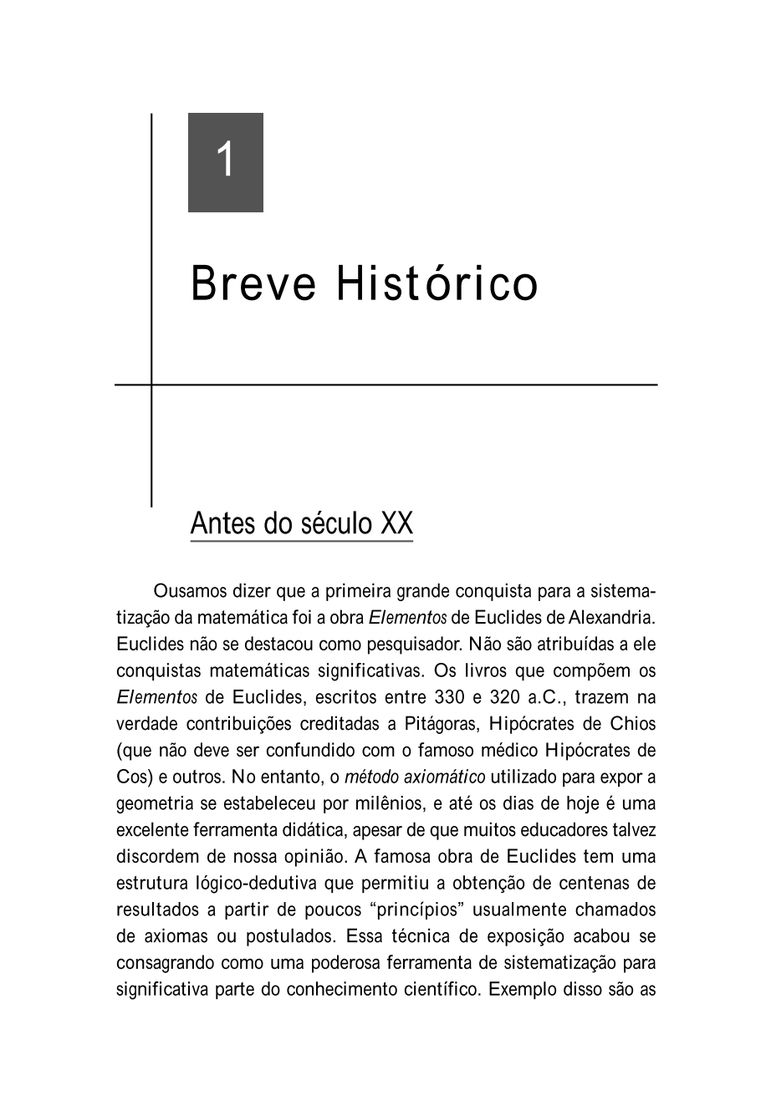 1
Breve Histórico
Antes do século XX
Ousamos dizer que a primeira grande conquista para a sistema-
tização da matemática foi a obra Elementos de Euclides de Alexandria.
Euclides não se destacou como pesquisador. Não são atribuídas a ele
conquistas matemáticas significativas. Os livros que compõem os
Elementos de Euclides, escritos entre 330 e 320 a.C., trazem na
verdade contribuições creditadas a Pitágoras, Hipócrates de Chios
(que não deve ser confundido com o famoso médico Hipócrates de
Cos) e outros. No entanto, o método axiomático utilizado para expor a
geometria se estabeleceu por milênios, e até os dias de hoje é uma
excelente ferramenta didática, apesar de que muitos educadores talvez
discordem de nossa opinião. A famosa obra de Euclides tem uma
estrutura lógico-dedutiva que permitiu a obtenção de centenas de
resultados a partir de poucos “princípios” usualmente chamados
de axiomas ou postulados. Essa técnica de exposição acabou se
consagrando como uma poderosa ferramenta de sistematização para
significativa parte do conhecimento científico. Exemplo disso são as